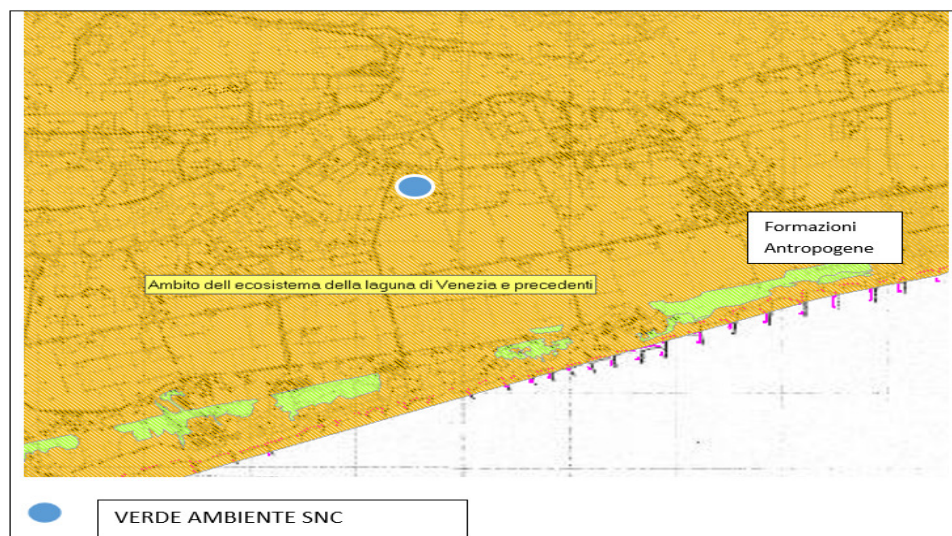 Formazioni
Antropogene
Ambito dell ecosistema della laguna di Venezia e precedenti
VERDE AMBIENTE SNC